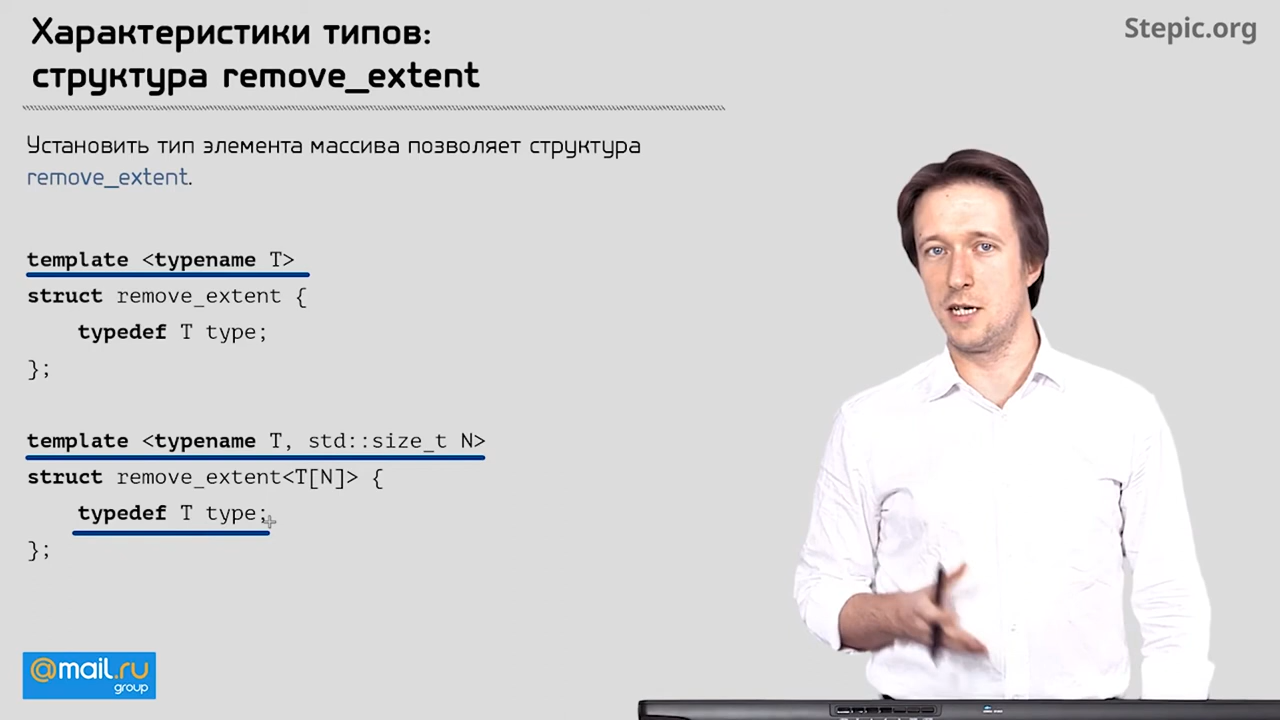 Характеристики типов:
структура remove_extent
Stepic.org
Установить тип элемента массива позволяет структура
remove_extent.
template <typename T>
struct remove_extent {
typedef T type;
};
template <typename T, std::size_t N>
struct remove_extent<T[N]> {
typedef T type;
};
@mail.ru
group